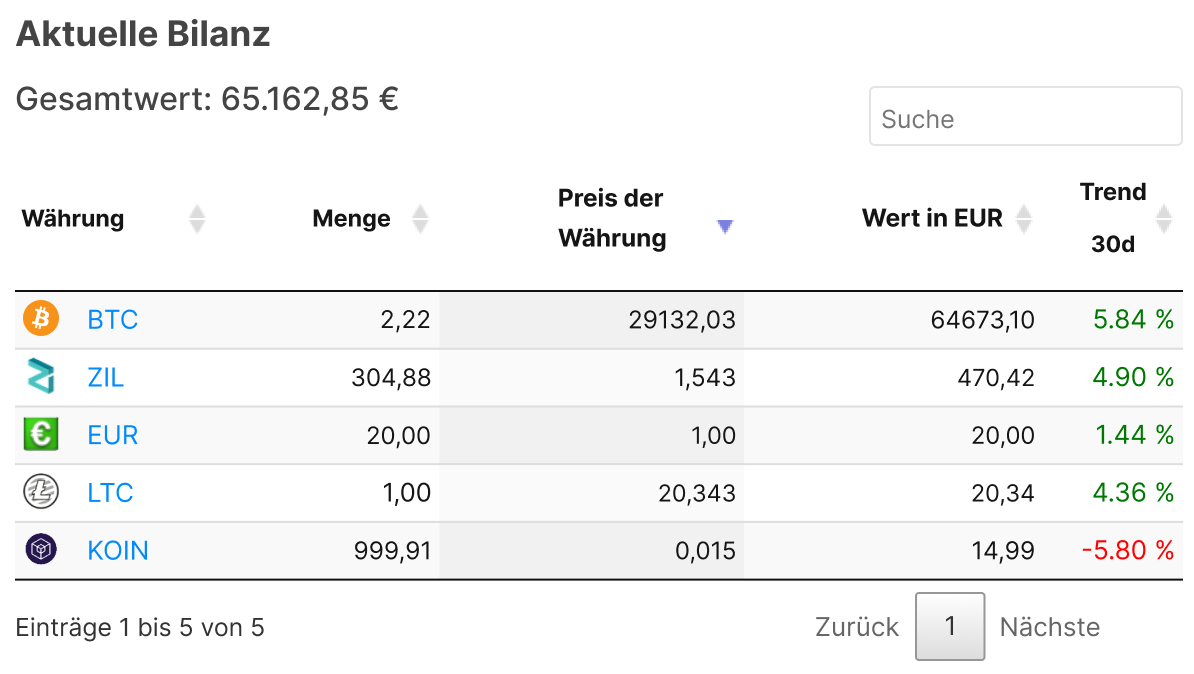 Aktuelle Bilanz
Gesamtwert: 65.162,85 €
Suche
Währung Menge Preis der Währung Wert in EUR Trend 30d
BTC 2,22 29132,03 64673,10 5.84 %
ZIL 304,88 1,543 470,42 4.90 %
EUR 20,00 1,00 20,00 1.44 %
LTC 1,00 20,343 20,34 4.36 %
KOIN 999,91 0,015 14,99 -5.80 %
Einträge 1 bis 5 von 5 Zurück 1 Nächste